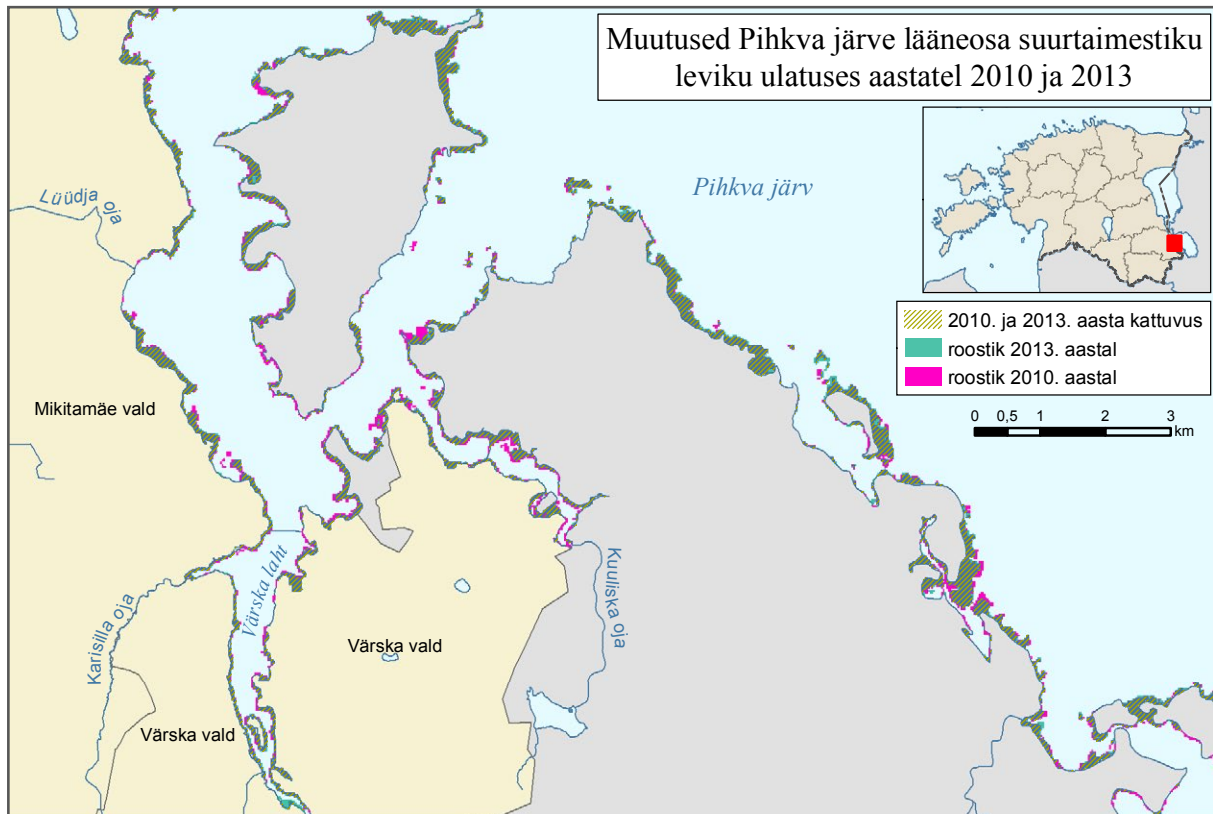 Muutused Pihkva järve lääneosa suurtaimestiku
leviku ulatuses aastatel 2010 ja 2013
Pihkva järv
Lüüdja oja
2010. ja 2013. aasta kattuvus
roostik 2013. aastal
roostik 2010. aastal
0 0,5 1 2 3
km
Mikitamäe vald
Värska laht
Karisilla oja
Kuuliska oja
Värska vald
Värska vald